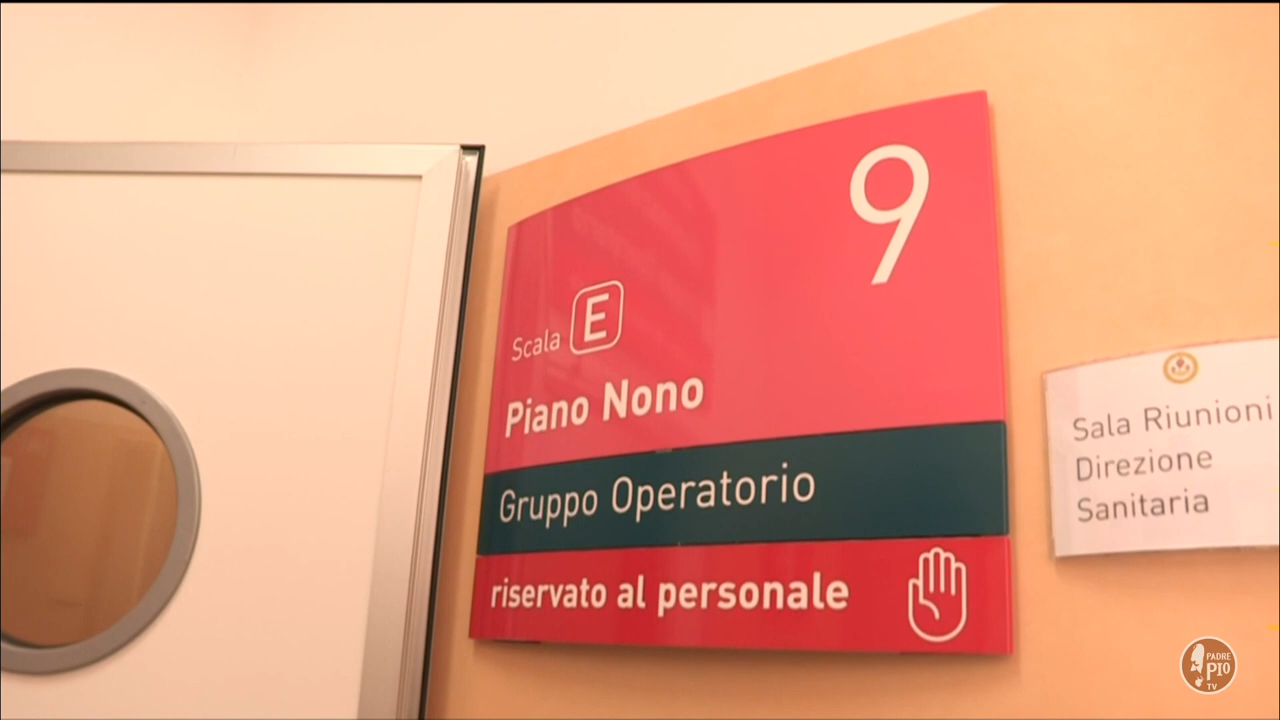 9
Scala E
Piano Nono
Gruppo Operatorio
riservato al personale
Sala Riunioni
Direzione
Sanitaria
PADRE
PIO
TV